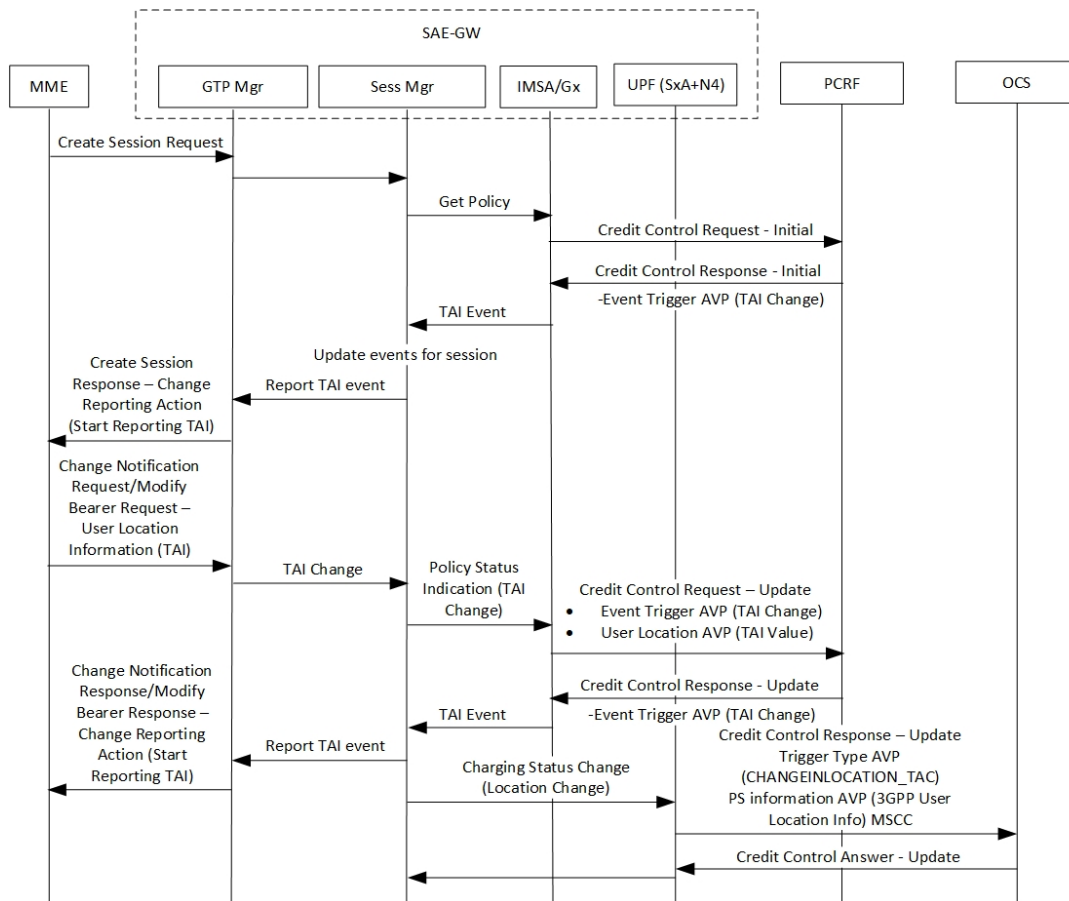 SAE-GW
MME
GTP Mgr
Sess Mgr
IMSA/Gx
UPF (SxA+N4)
PCRF
OCS
Create Session Request
Get Policy
Credit Control Request - Initial
Credit Control Response - Initial
-Event Trigger AVP (TAI Change)
TAI Event
Update events for session
Create Session
Response – Change
Reporting Action
(Start Reporting TAI)
Report TAI event
Change Notification
Request/Modify
Bearer Request –
User Location
Information (TAI)
TAI Change
Policy Status
Indication (TAI
Change)
Credit Control Request – Update
• Event Trigger AVP (TAI Change)
• User Location AVP (TAI Value)
Credit Control Response - Update
-Event Trigger AVP (TAI Change)
TAI Event
Report TAI event
Change Notification
Response/Modify
Bearer Response –
Change Reporting
Action (Start
Reporting TAI)
Charging Status Change
(Location Change)
Credit Control Response – Update
Trigger Type AVP
(CHANGEINLOCATION_TAC)
PS information AVP (3GPP User
Location Info) MSCC
Credit Control Answer - Update